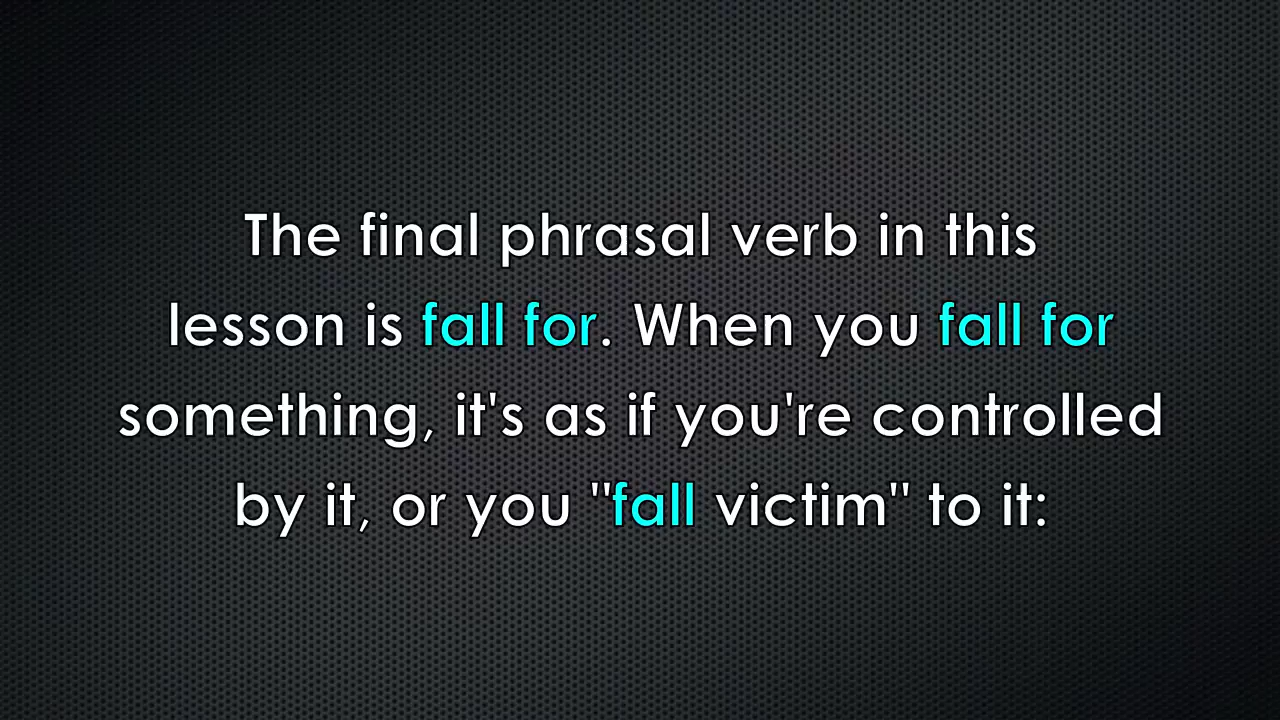 The final phrasal verb in this
lesson is fall for. When you fall for
something, it's as if you're controlled
by it, or you "fall victim" to it: